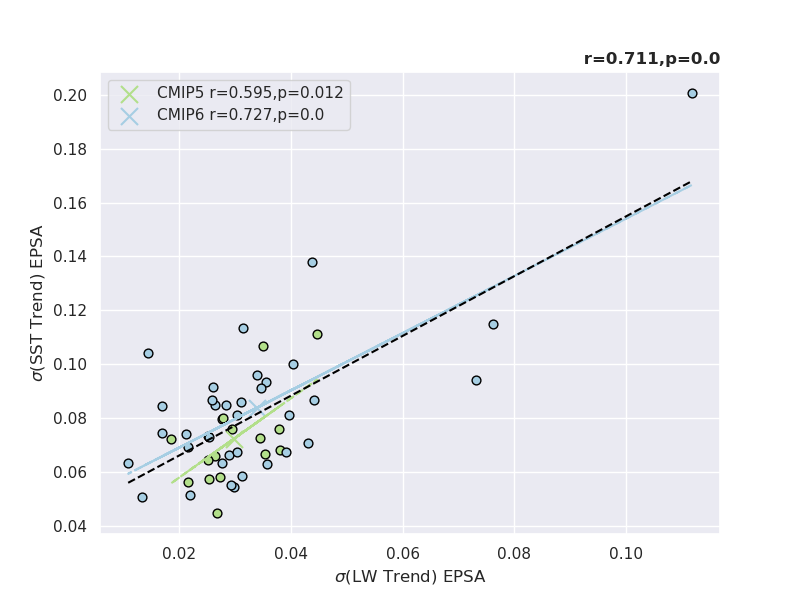 r=0.711,p=0.0
CMIP5 r=0.595,p=0.012
CMIP6 r=0.727,p=0.0
0.20
0.18
0.16
0.14
0.12
0.10
0.08
0.06
0.04
σ(SST Trend) EPSA
0.02 0.04 0.06 0.08 0.10
σ(LW Trend) EPSA